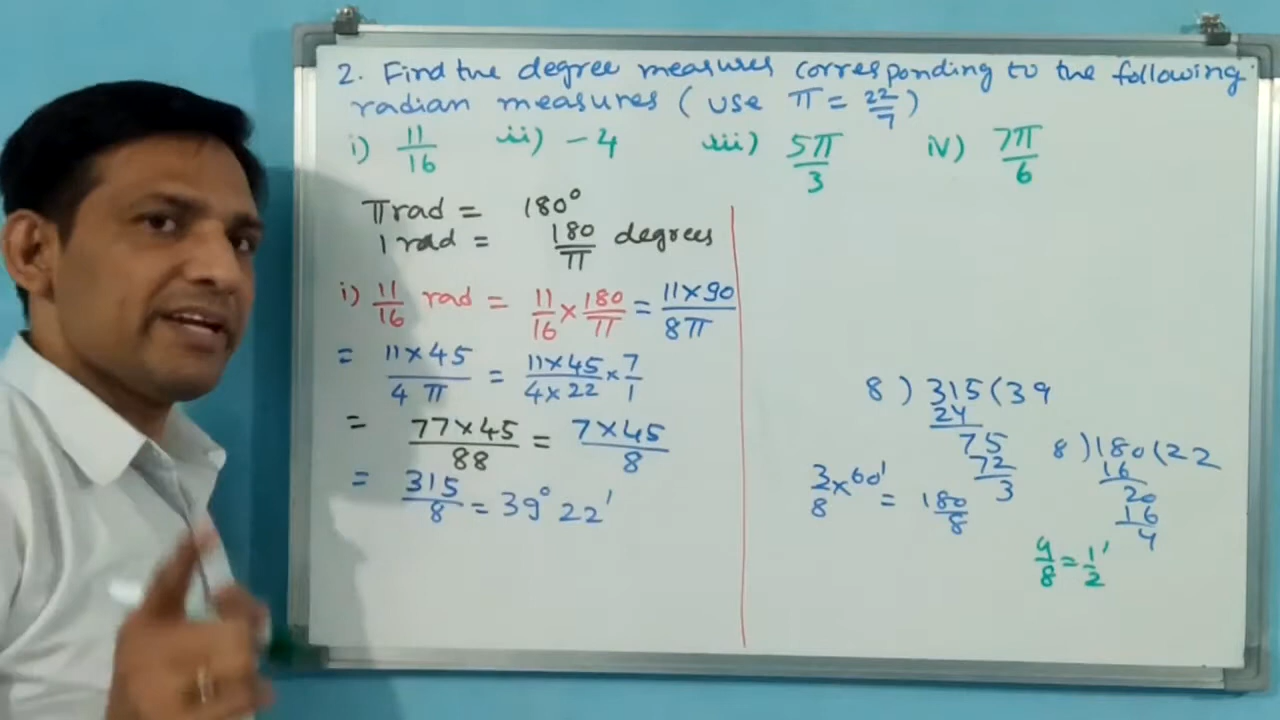 2. Find the degree measures corresponding to the following
radian measures ( use π = 22/7 )
i) 11/16 ii) -4 iii) 5π/3 iv) 7π/6
π rad = 180°
1 rad = 180/π degrees
i) 11/16 rad = 11/16 × 180/π = 11×90/8π
= 11×45/4π = 11×45/4×22 × 7/1
= 77×45/88 = 7×45/8
= 315/8 = 39° 22'
8 ) 315 ( 39
24
75
72
3
3/8 × 60' = 180/8
8 ) 180 ( 22
16
20
16
4
4/8 = 1/2'